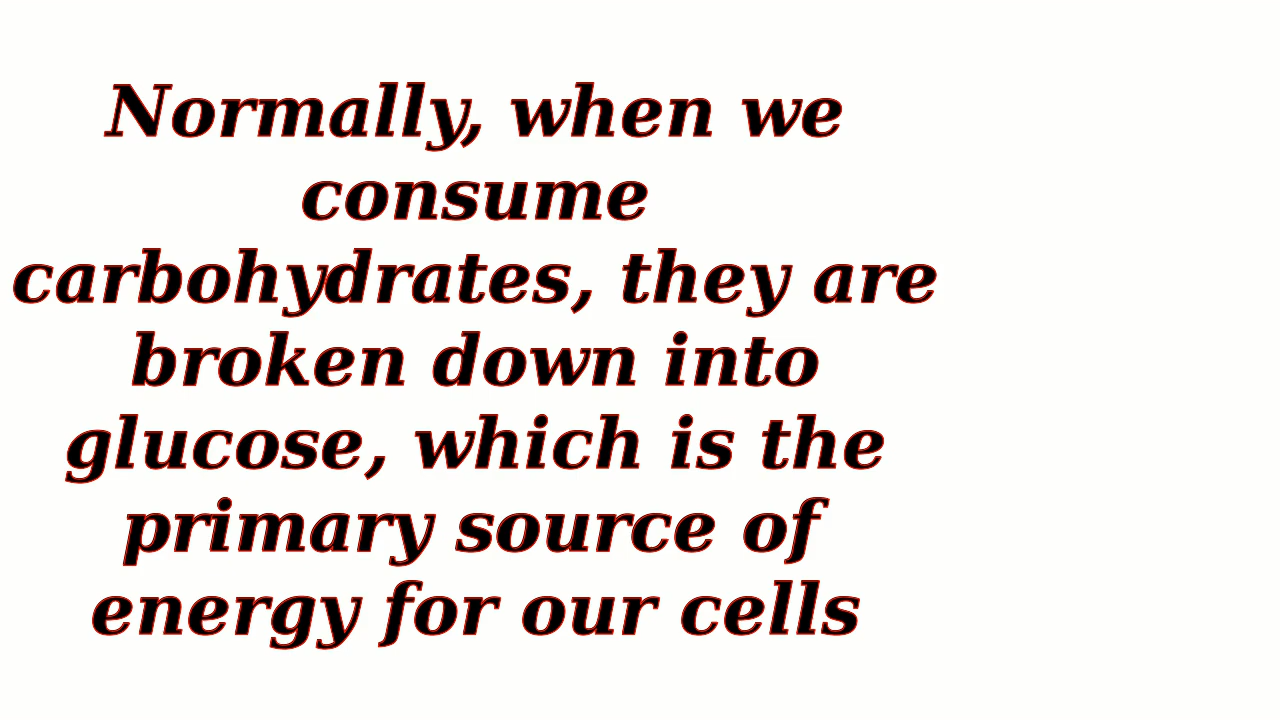 Normally, when we
consume
carbohydrates, they are
broken down into
glucose, which is the
primary source of
energy for our cells